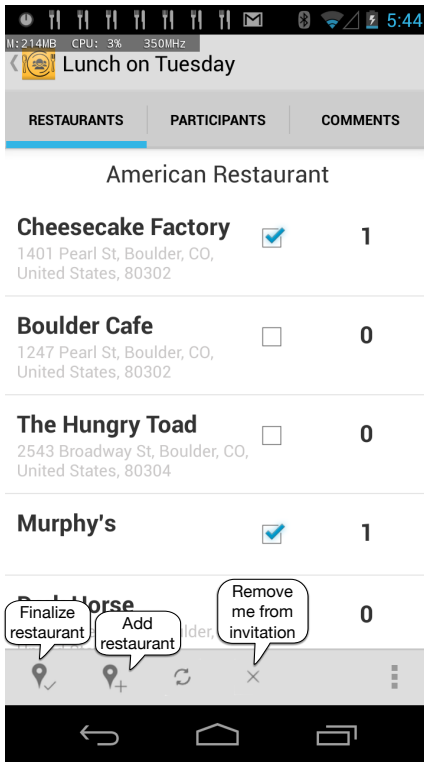 5:44
M:214MB CPU: 3% 350MHz
Lunch on Tuesday
RESTAURANTS PARTICIPANTS COMMENTS
American Restaurant
Cheesecake Factory
1
1401 Pearl St, Boulder, CO,
United States, 80302
Boulder Cafe
0
1247 Pearl St, Boulder, CO,
United States, 80302
The Hungry Toad
0
2543 Broadway St, Boulder, CO,
United States, 80304
Murphy's
1
Horse
0
Finalize
restaurant
Add
restaurant
Remove
me from
invitation